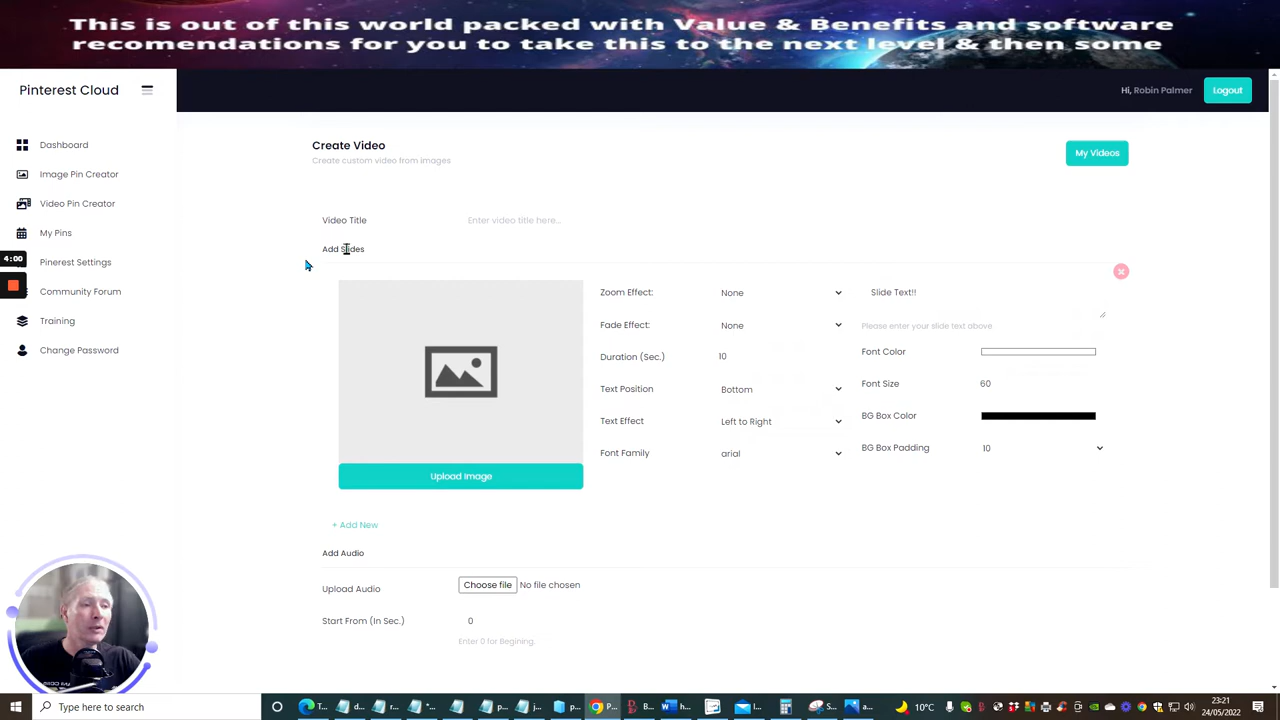 This is out of this world packed with Value & Benefits and software
recomendations for you to take this to the next level & then some
Pinterest Cloud
Hi, Robin Palmer
Logout
Dashboard
Image Pin Creator
Video Pin Creator
My Pins
Pinerest Settings
Community Forum
Training
Change Password
4:00
Create Video
Create custom video from images
My Videos
Video Title
Enter video title here...
Add Slides
Upload Image
Zoom Effect: None
Fade Effect: None
Duration (Sec.) 10
Text Position Bottom
Text Effect Left to Right
Font Family arial
Slide Text!!
Please enter your slide text above
Font Color
Font Size 60
BG Box Color
BG Box Padding 10
+ Add New
Add Audio
Upload Audio Choose file No file chosen
Start From (In Sec.) 0
Enter 0 for Begining.
Type here to search
10°C
23:21
24/05/2022